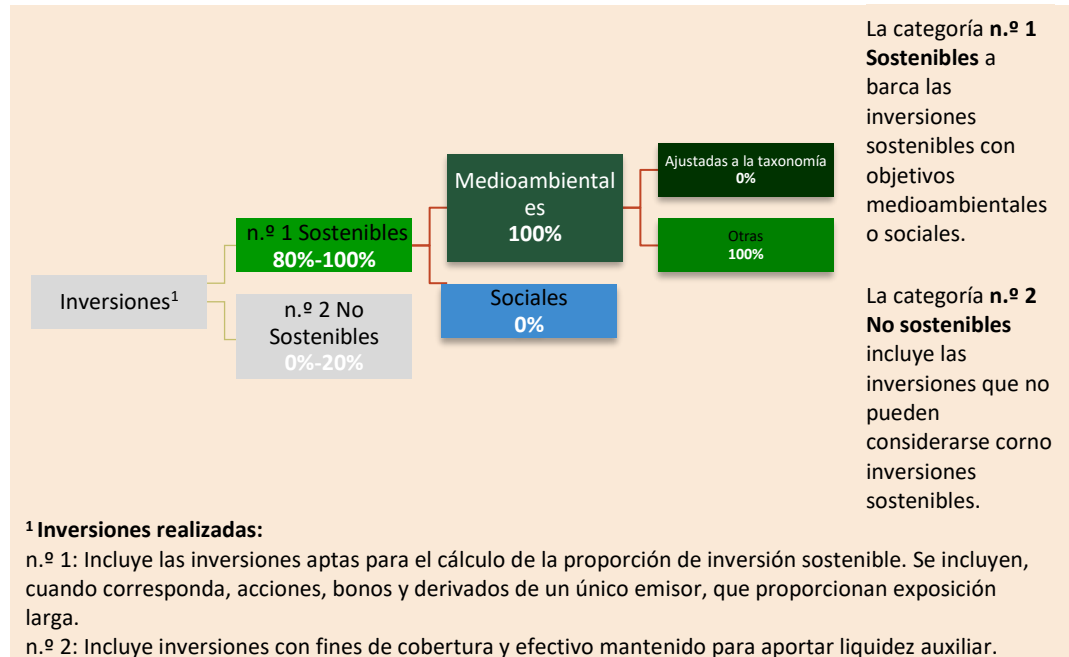 La categoría n.º 1
Sostenibles a
barca las
inversiones
sostenibles con
objetivos
medioambientales
o sociales.
La categoría n.º 2
No sostenibles
incluye las
inversiones que no
pueden
considerarse corno
inversiones
sostenibles.
Inversiones¹
n.º 1 Sostenibles
80%-100%
n.º 2 No
Sostenibles
0%-20%
Medioambiental
es
100%
Sociales
0%
Ajustadas a la taxonomía
0%
Otras
100%
¹ Inversiones realizadas:
n.º 1: Incluye las inversiones aptas para el cálculo de la proporción de inversión sostenible. Se incluyen,
cuando corresponda, acciones, bonos y derivados de un único emisor, que proporcionan exposición
larga.
n.º 2: Incluye inversiones con fines de cobertura y efectivo mantenido para aportar liquidez auxiliar.